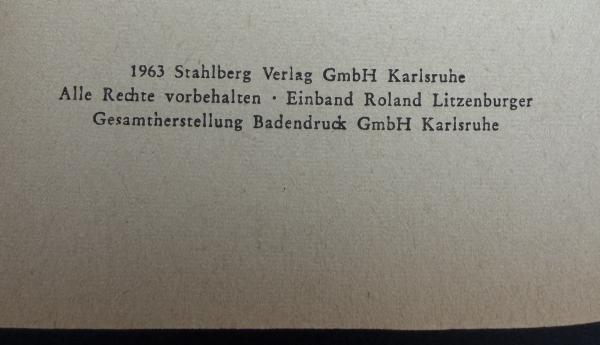 1963 Stahlberg Verlag GmbH Karlsruhe
Alle Rechte vorbehalten · Einband Roland Litzenburger
Gesamtherstellung Badendruck GmbH Karlsruhe